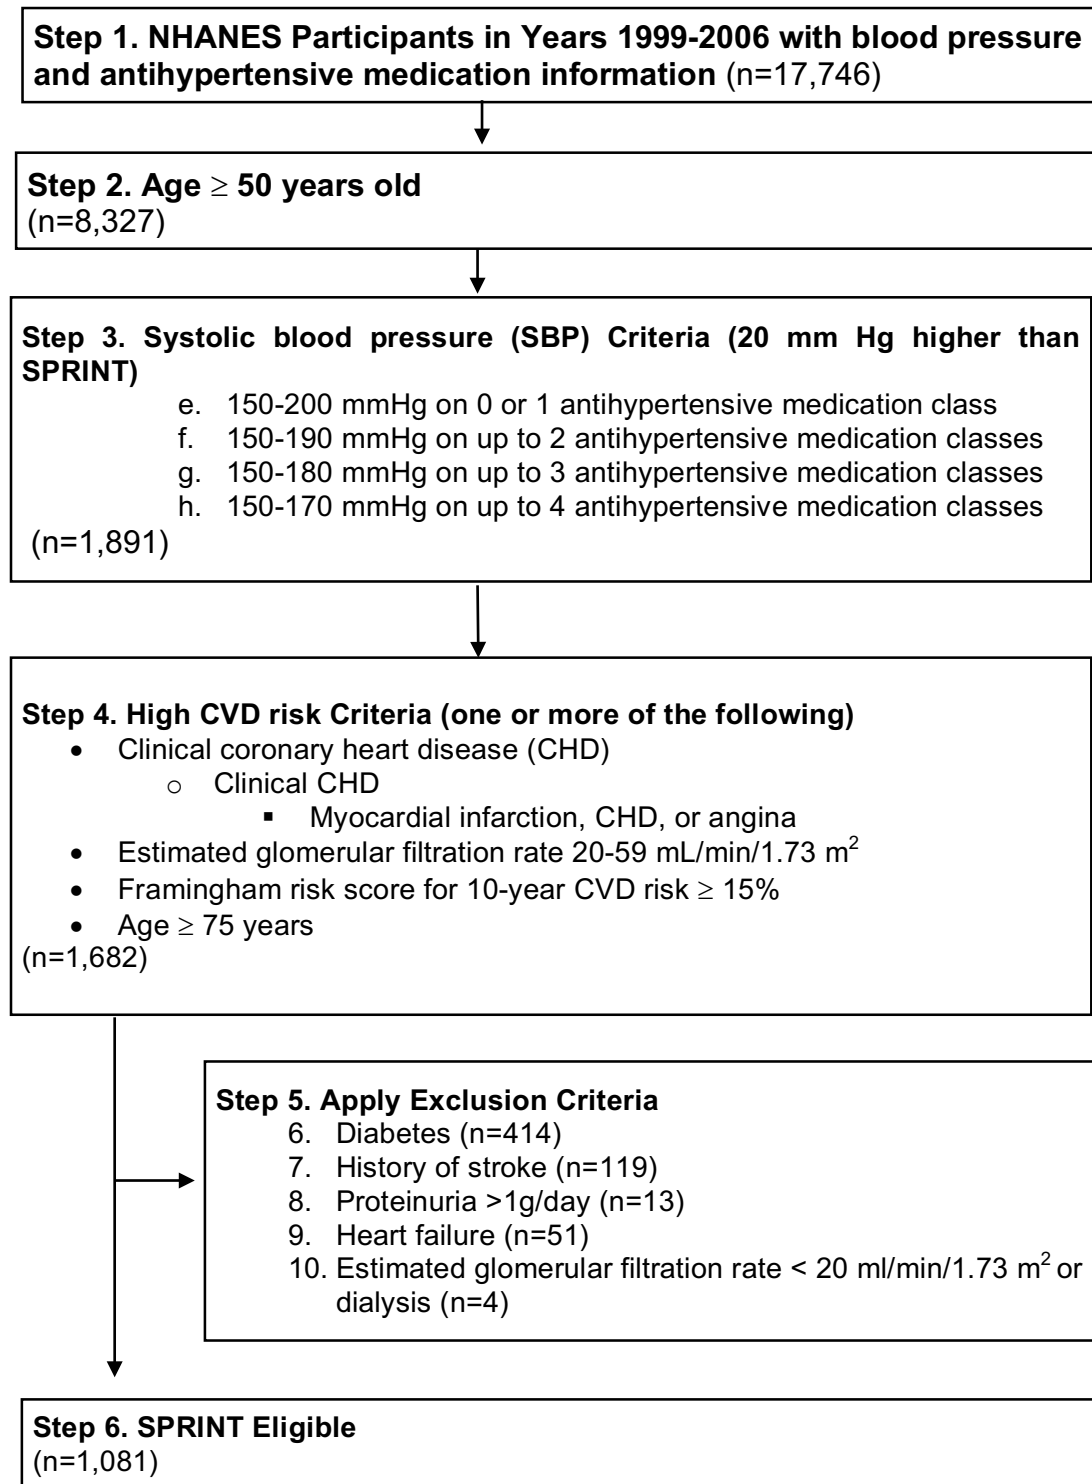 Step 1. NHANES Participants in Years 1999-2006 with blood pressure
and antihypertensive medication information (n=17,746)
Step 2. Age ≥ 50 years old
(n=8,327)
Step 3. Systolic blood pressure (SBP) Criteria (20 mm Hg higher than
SPRINT)
e. 150-200 mmHg on 0 or 1 antihypertensive medication class
f. 150-190 mmHg on up to 2 antihypertensive medication classes
g. 150-180 mmHg on up to 3 antihypertensive medication classes
h. 150-170 mmHg on up to 4 antihypertensive medication classes
(n=1,891)
Step 4. High CVD risk Criteria (one or more of the following)
• Clinical coronary heart disease (CHD)
o Clinical CHD
▪ Myocardial infarction, CHD, or angina
• Estimated glomerular filtration rate 20-59 mL/min/1.73 m²
• Framingham risk score for 10-year CVD risk ≥ 15%
• Age ≥ 75 years
(n=1,682)
Step 5. Apply Exclusion Criteria
6. Diabetes (n=414)
7. History of stroke (n=119)
8. Proteinuria >1g/day (n=13)
9. Heart failure (n=51)
10. Estimated glomerular filtration rate < 20 ml/min/1.73 m² or
dialysis (n=4)
Step 6. SPRINT Eligible
(n=1,081)